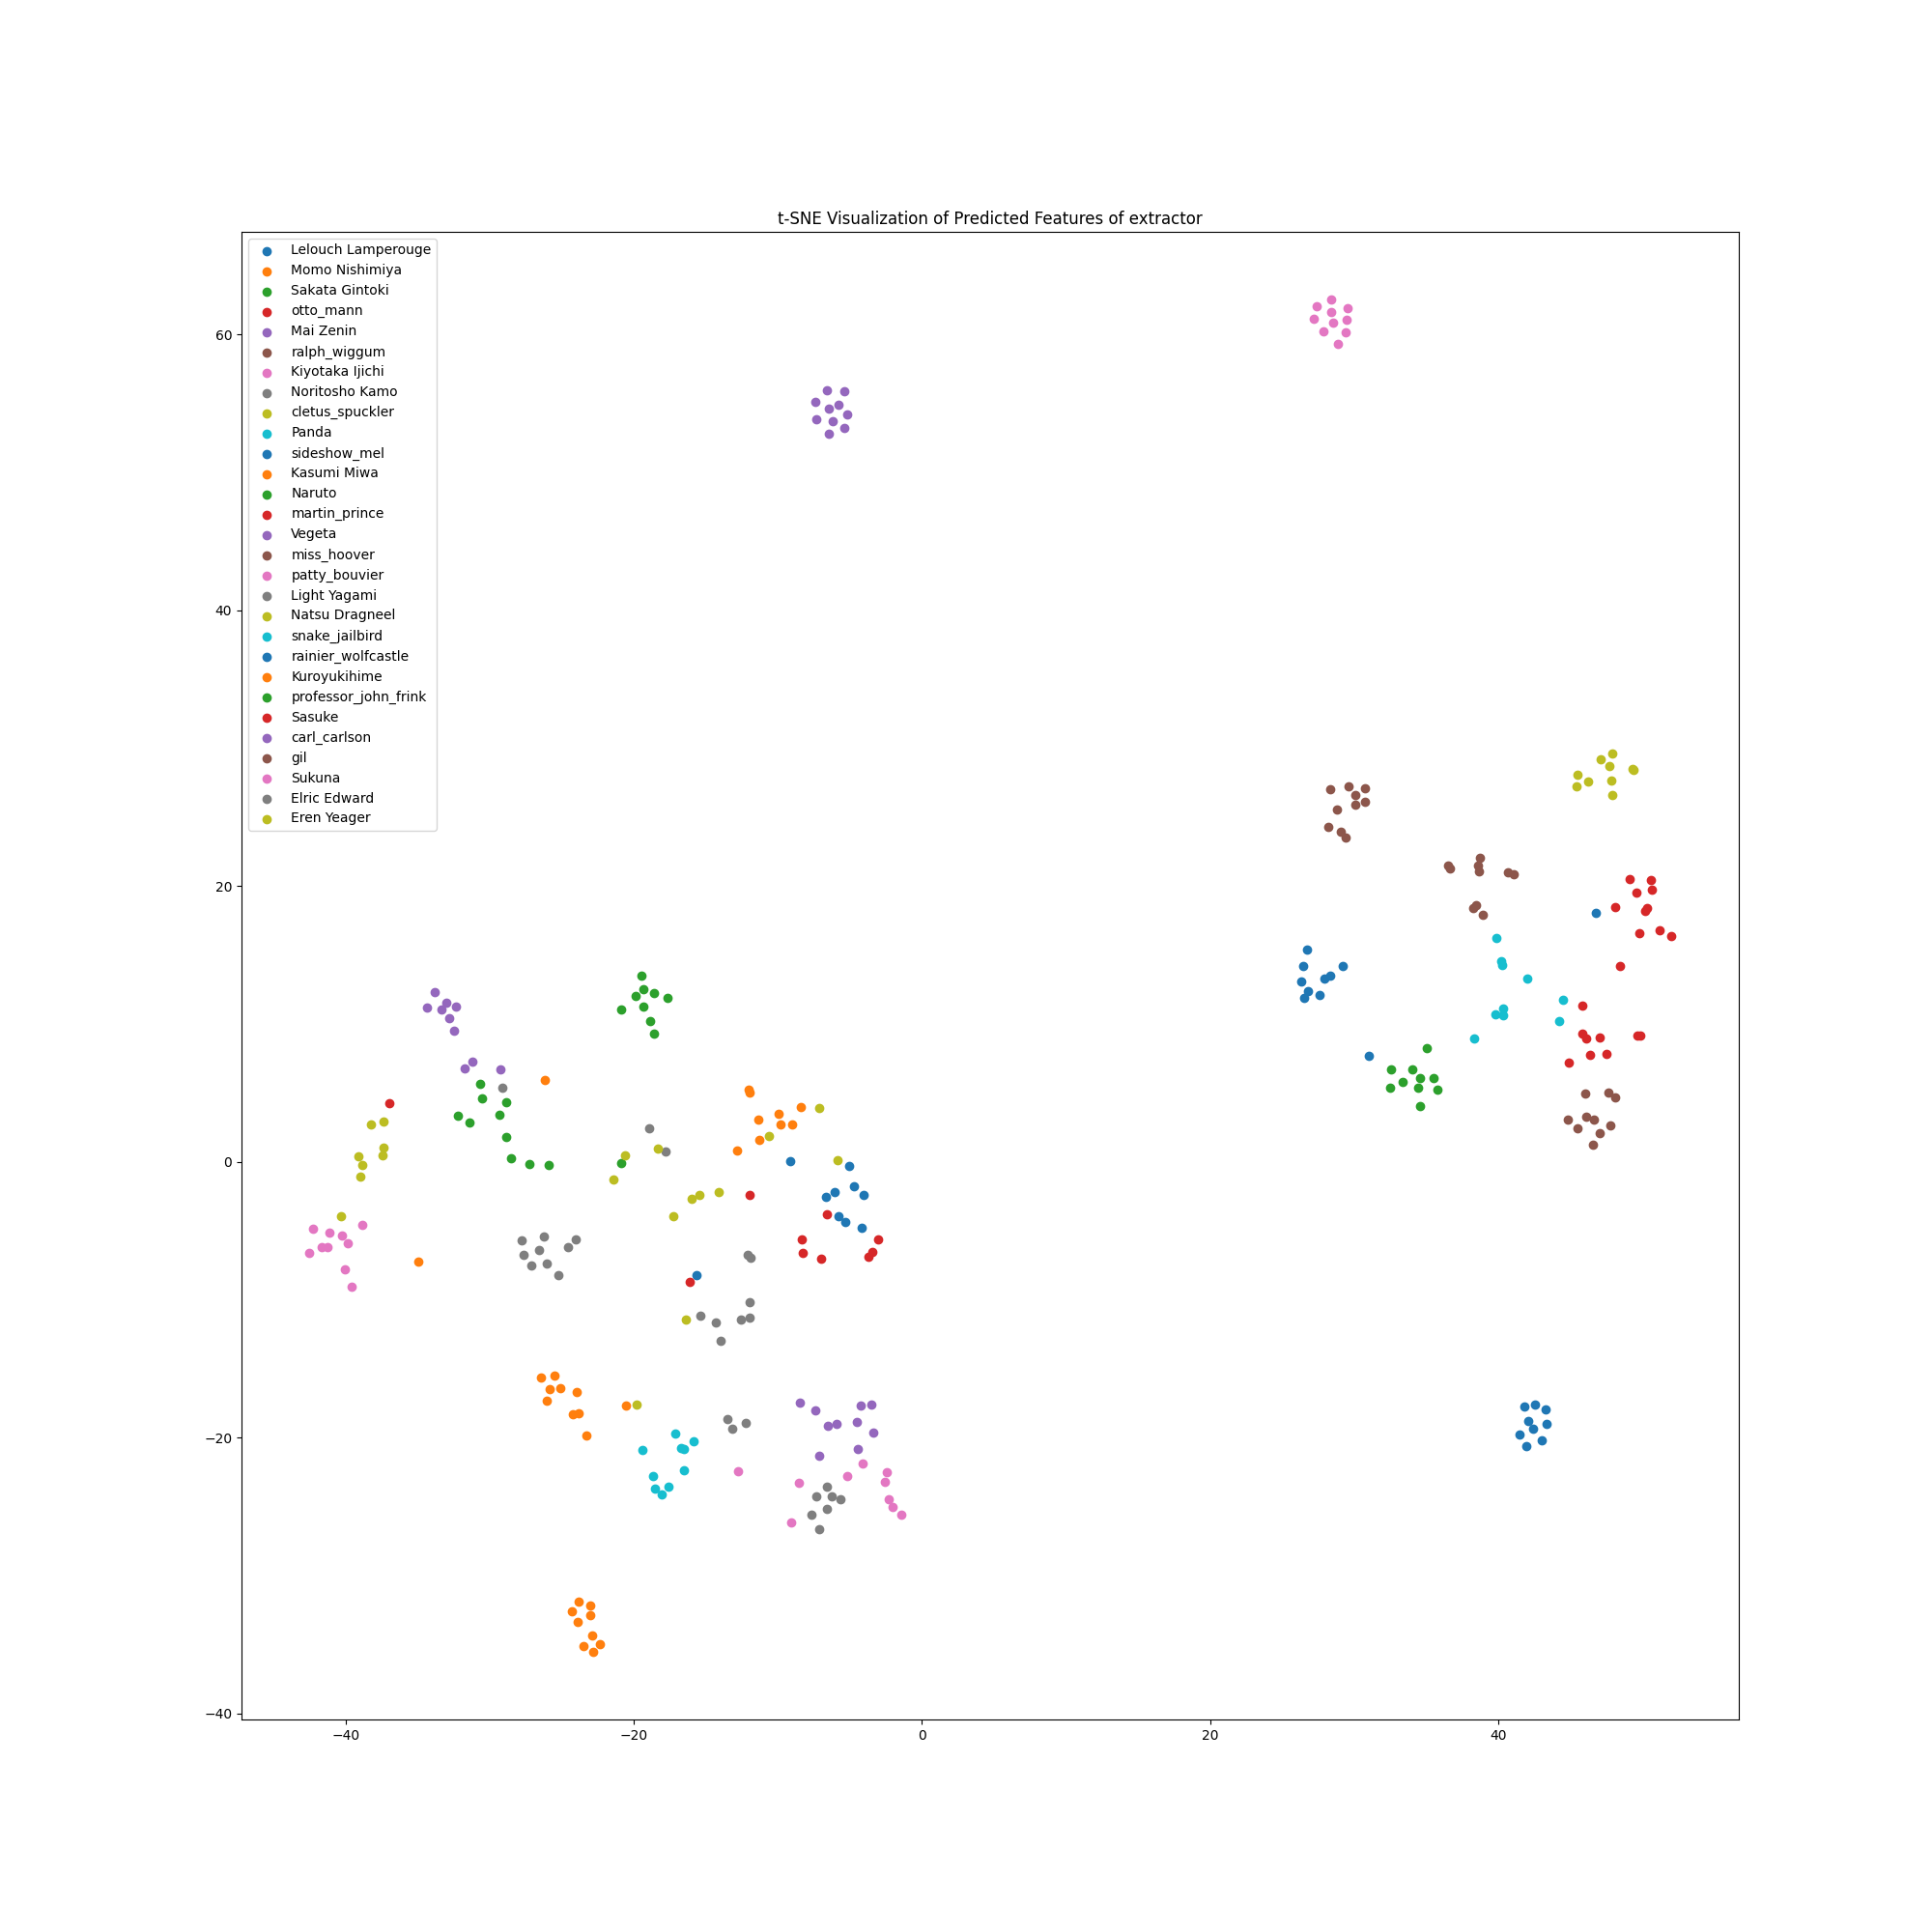 t-SNE Visualization of Predicted Features of extractor
Lelouch Lamperouge
Momo Nishimiya
Sakata Gintoki
otto_mann
Mai Zenin
ralph_wiggum
Kiyotaka Ijichi
Noritosho Kamo
cletus_spuckler
Panda
sideshow_mel
Kasumi Miwa
Naruto
martin_prince
Vegeta
miss_hoover
patty_bouvier
Light Yagami
Natsu Dragneel
snake_jailbird
rainier_wolfcastle
Kuroyukihime
professor_john_frink
Sasuke
carl_carlson
gil
Sukuna
Elric Edward
Eren Yeager
60
40
20
0
−20
−40
−40 −20 0 20 40